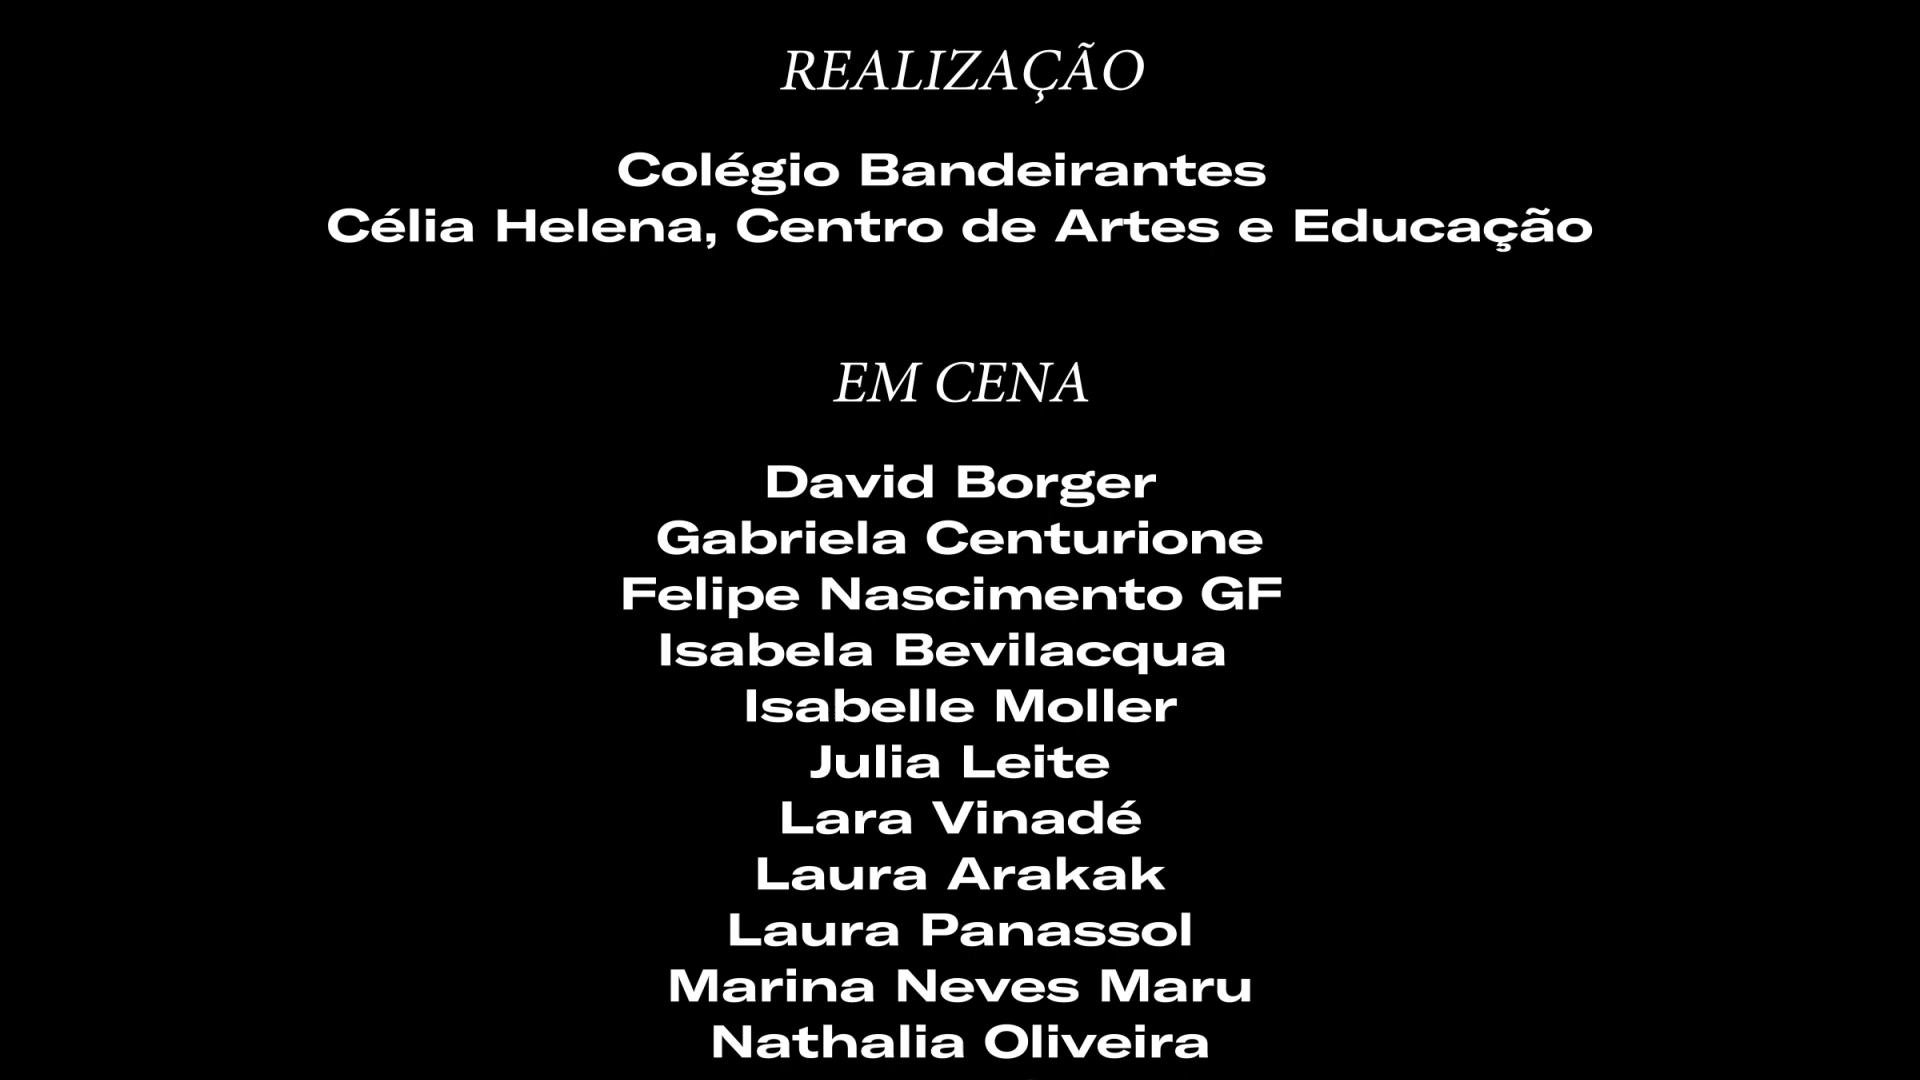 REALIZAÇÃO
Colégio Bandeirantes
Célia Helena, Centro de Artes e Educação
EM CENA
David Borger
Gabriela Centurione
Felipe Nascimento GF
Isabela Bevilacqua
Isabelle Moller
Julia Leite
Lara Vinadé
Laura Arakak
Laura Panassol
Marina Neves Maru
Nathalia Oliveira